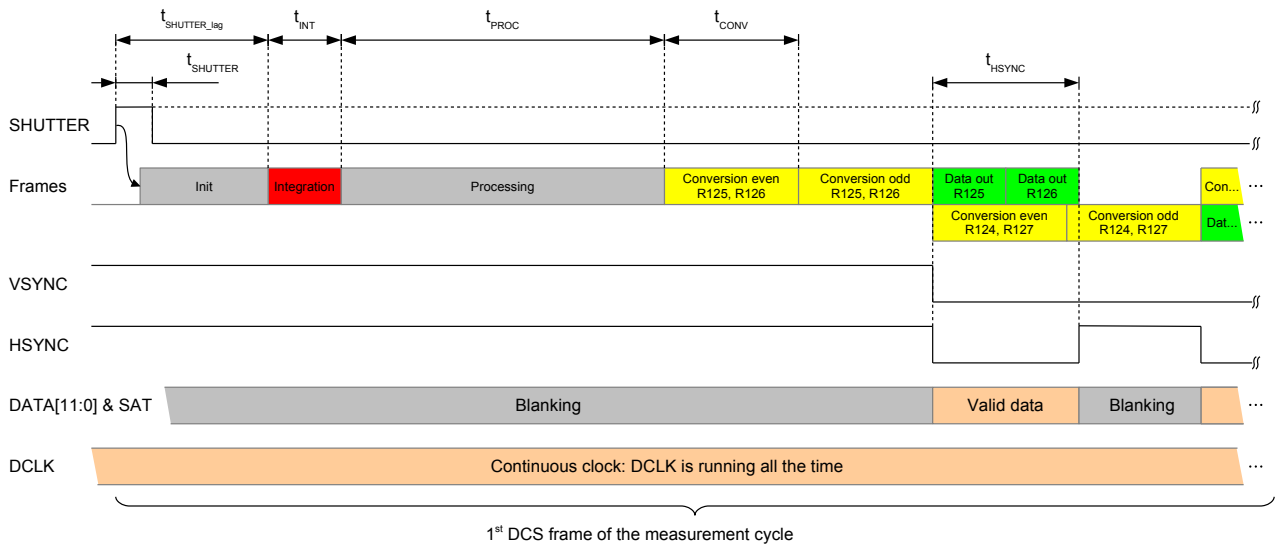 tSHUTTER_lag
tINT
tPROC
tCONV
tSHUTTER
tHSYNC
SHUTTER
Frames
Init
Integration
Processing
Conversion even
R125, R126
Conversion odd
R125, R126
Data out
R125
Data out
R126
Con...
...
Conversion even
R124, R127
Conversion odd
R124, R127
Dat...
...
VSYNC
HSYNC
DATA[11:0] & SAT
Blanking
Valid data
Blanking
...
DCLK
Continuous clock: DCLK is running all the time
...
1st DCS frame of the measurement cycle